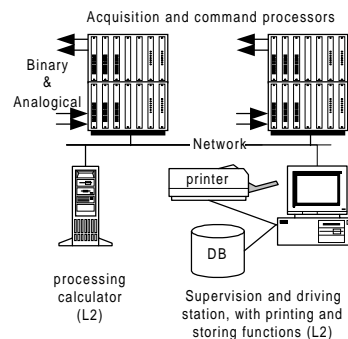 Acquisition and command processors
Binary
&
Analogical
Network
printer
DB
processing
calculator
(L2)
Supervision and driving
station, with printing and
storing functions (L2)